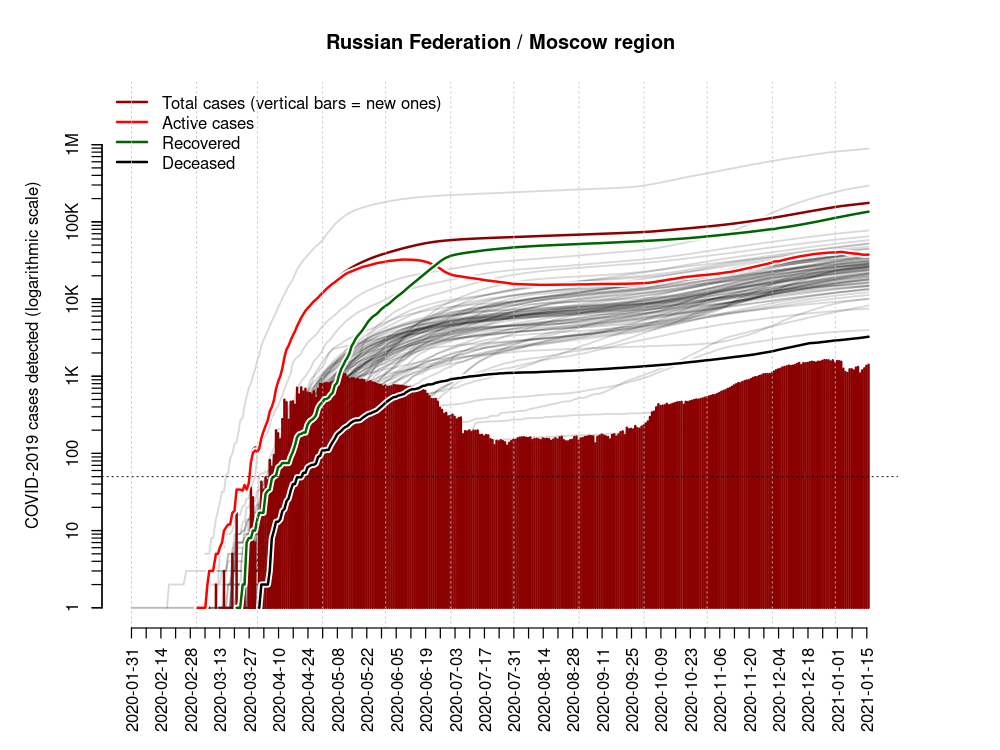 Russian Federation / Moscow region
Total cases (vertical bars = new ones)
Active cases
Recovered
Deceased
COVID-2019 cases detected (logarithmic scale)
1M
100K
10K
1K
100
10
1
2020-01-31
2020-02-14
2020-02-28
2020-03-13
2020-03-27
2020-04-10
2020-04-24
2020-05-08
2020-05-22
2020-06-05
2020-06-19
2020-07-03
2020-07-17
2020-07-31
2020-08-14
2020-08-28
2020-09-11
2020-09-25
2020-10-09
2020-10-23
2020-11-06
2020-11-20
2020-12-04
2020-12-18
2021-01-01
2021-01-15